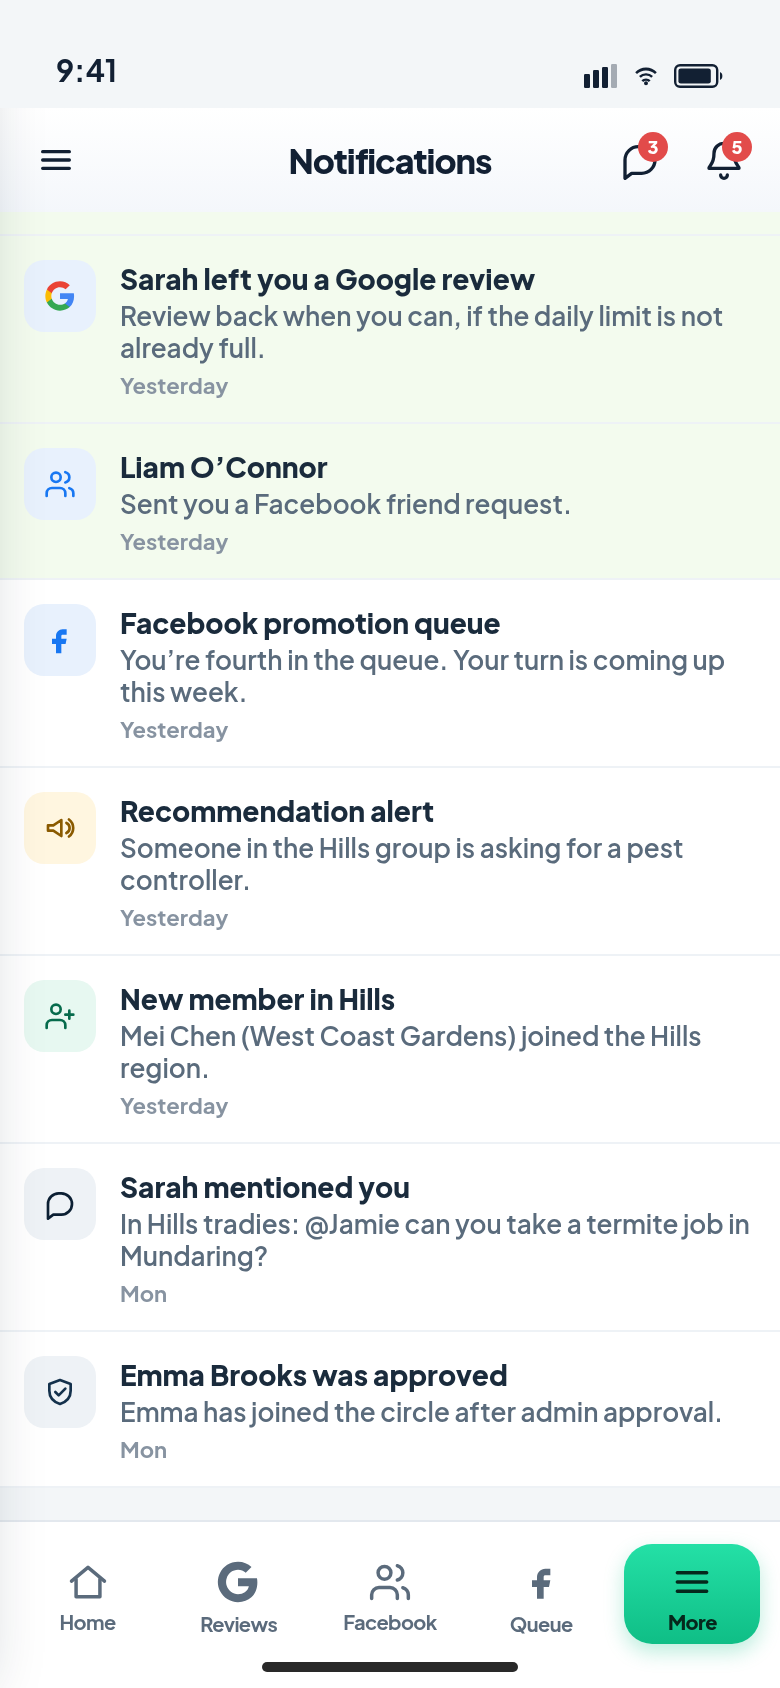 9:41
Notifications
3
5
Sarah left you a Google review
Review back when you can, if the daily limit is not
already full.
Yesterday
Liam O’Connor
Sent you a Facebook friend request.
Yesterday
Facebook promotion queue
You’re fourth in the queue. Your turn is coming up
this week.
Yesterday
Recommendation alert
Someone in the Hills group is asking for a pest
controller.
Yesterday
New member in Hills
Mei Chen (West Coast Gardens) joined the Hills
region.
Yesterday
Sarah mentioned you
In Hills tradies: @Jamie can you take a termite job in
Mundaring?
Mon
Emma Brooks was approved
Emma has joined the circle after admin approval.
Mon
Home
Reviews
Facebook
Queue
More